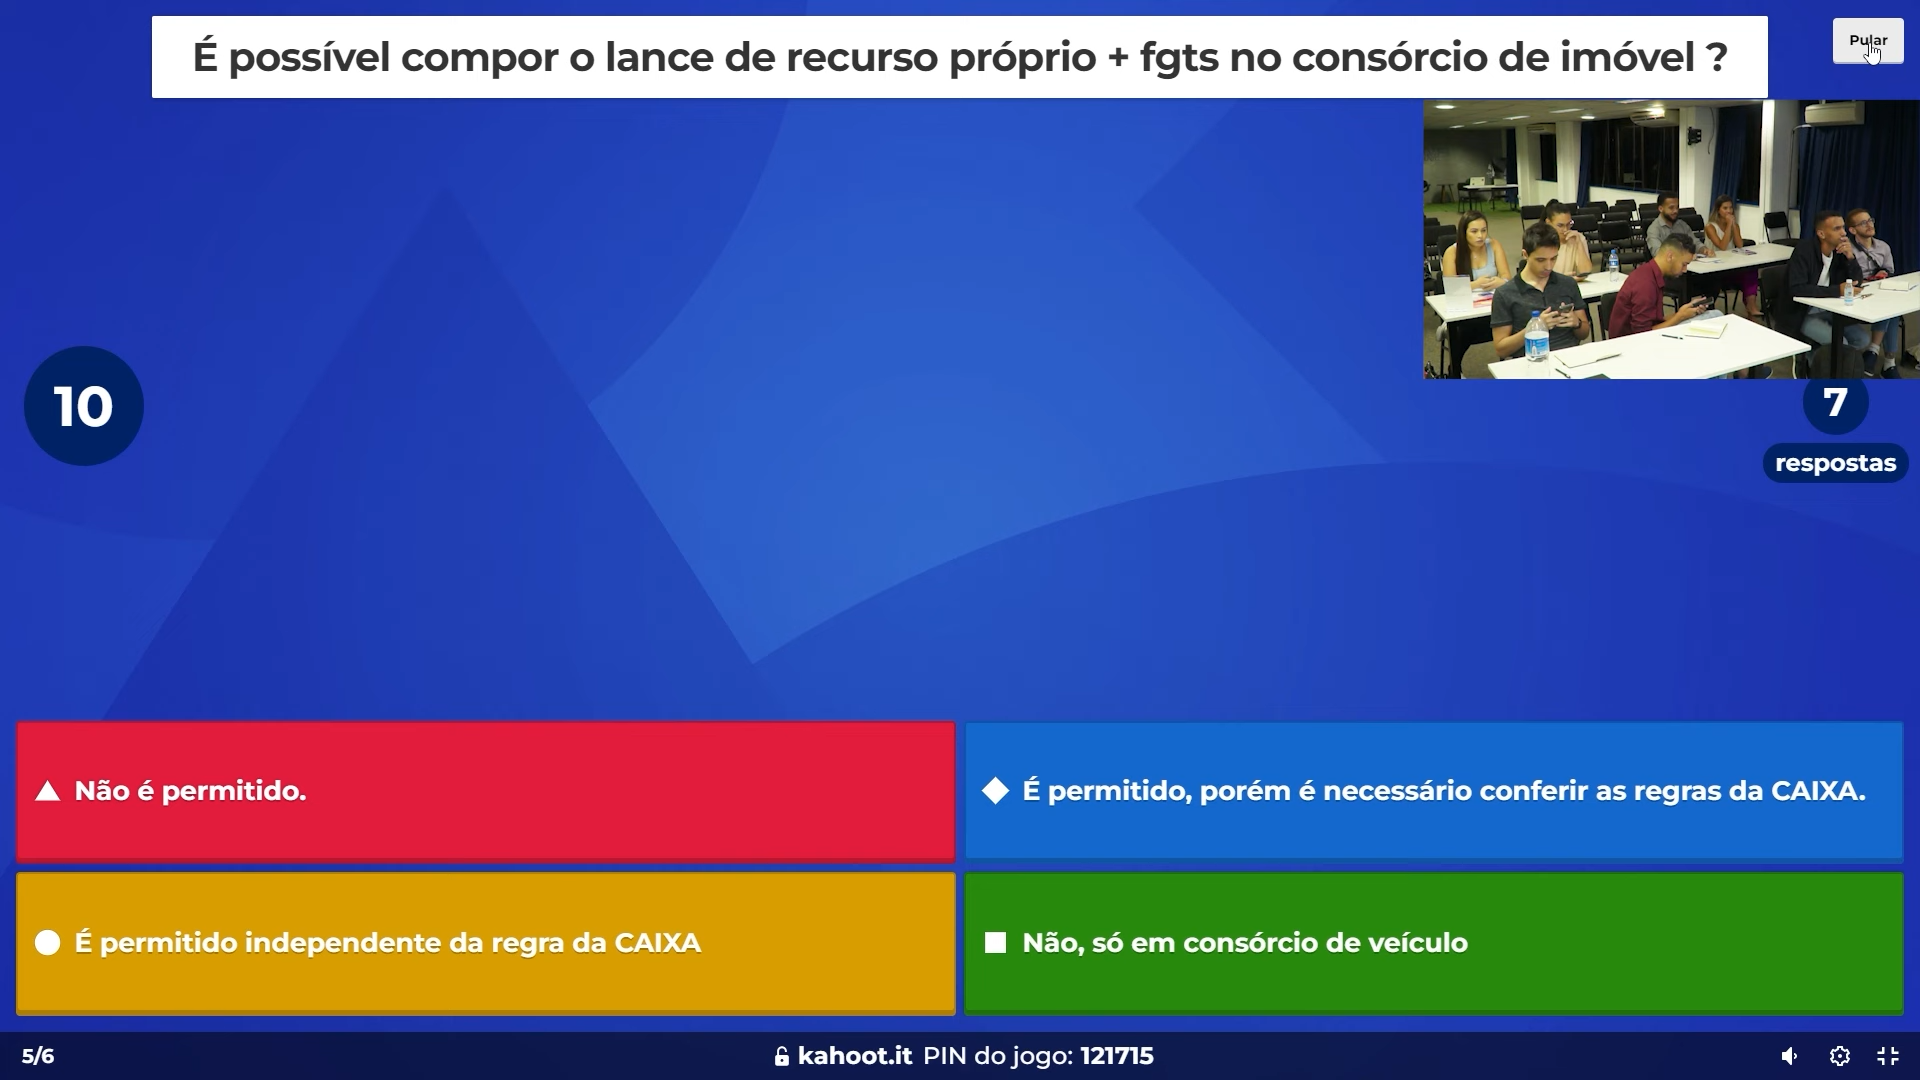 É possível compor o lance de recurso próprio + fgts no consórcio de imóvel ?
Pular
10
7
respostas
Não é permitido.
É permitido, porém é necessário conferir as regras da CAIXA.
É permitido independente da regra da CAIXA
Não, só em consórcio de veículo
5/6
kahoot.it PIN do jogo: 121715